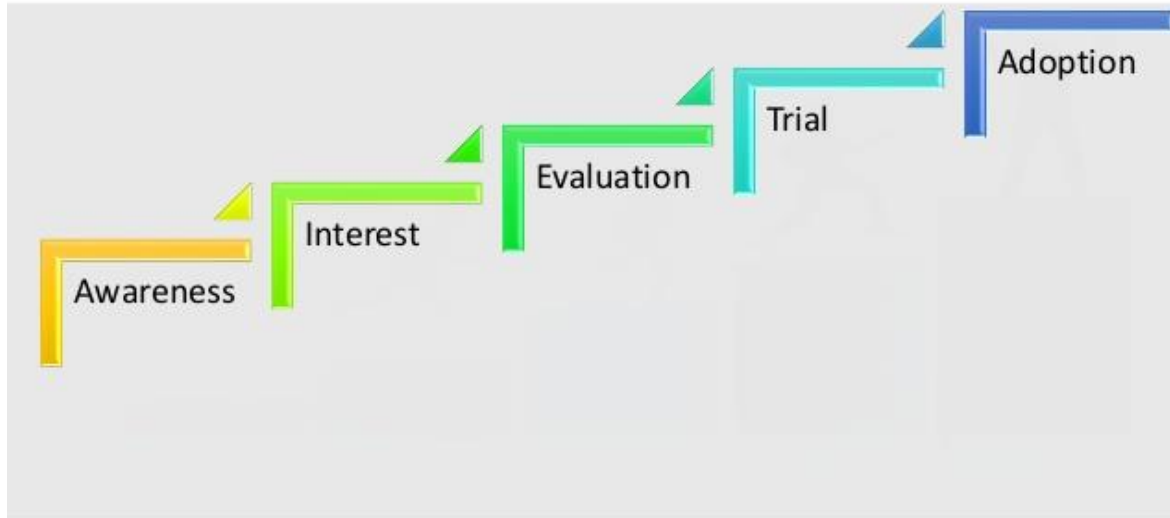 Awareness
Interest
Evaluation
Trial
Adoption